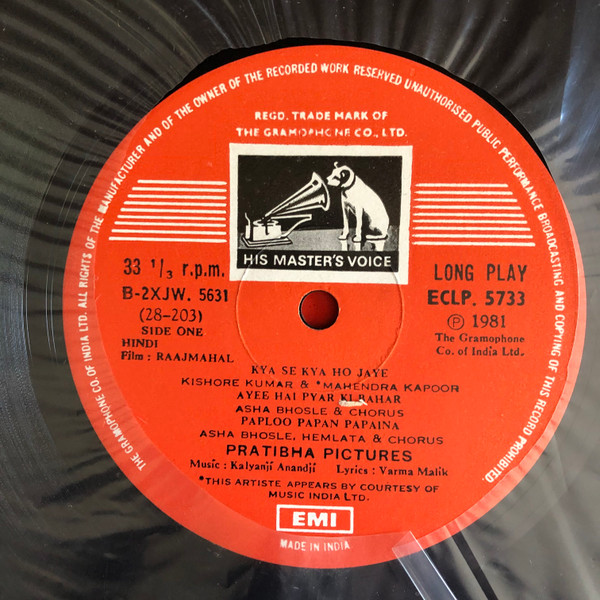 THE GRAMOPHONE CO. OF INDIA LTD. ALL RIGHTS OF THE MANUFACTURER AND OF THE OWNER OF THE RECORDED WORK RESERVED UNAUTHORISED PUBLIC PERFORMANCE BROADCASTING AND COPYING OF THIS RECORD PROHIBITED.
REGD. TRADE MARK OF
THE GRAMOPHONE CO., LTD.
HIS MASTER'S VOICE
33 1/3 r.p.m.
B-2XJW. 5631
(28-203)
SIDE ONE
HINDI
Film : RAAJMAHAL
LONG PLAY
ECLP. 5733
Ⓟ 1981
The Gramophone
Co. of India Ltd.
KYA SE KYA HO JAYE
KISHORE KUMAR & *MAHENDRA KAPOOR
AYEE HAI PYAR KI BAHAR
ASHA BHOSLE & CHORUS
PAPLOO PAPAN PAPAINA
ASHA BHOSLE, HEMLATA & CHORUS
PRATIBHA PICTURES
Music : Kalyanji Anandji Lyrics : Varma Malik
*THIS ARTISTE APPEARS BY COURTESY OF
MUSIC INDIA LTD.
EMI
MADE IN INDIA